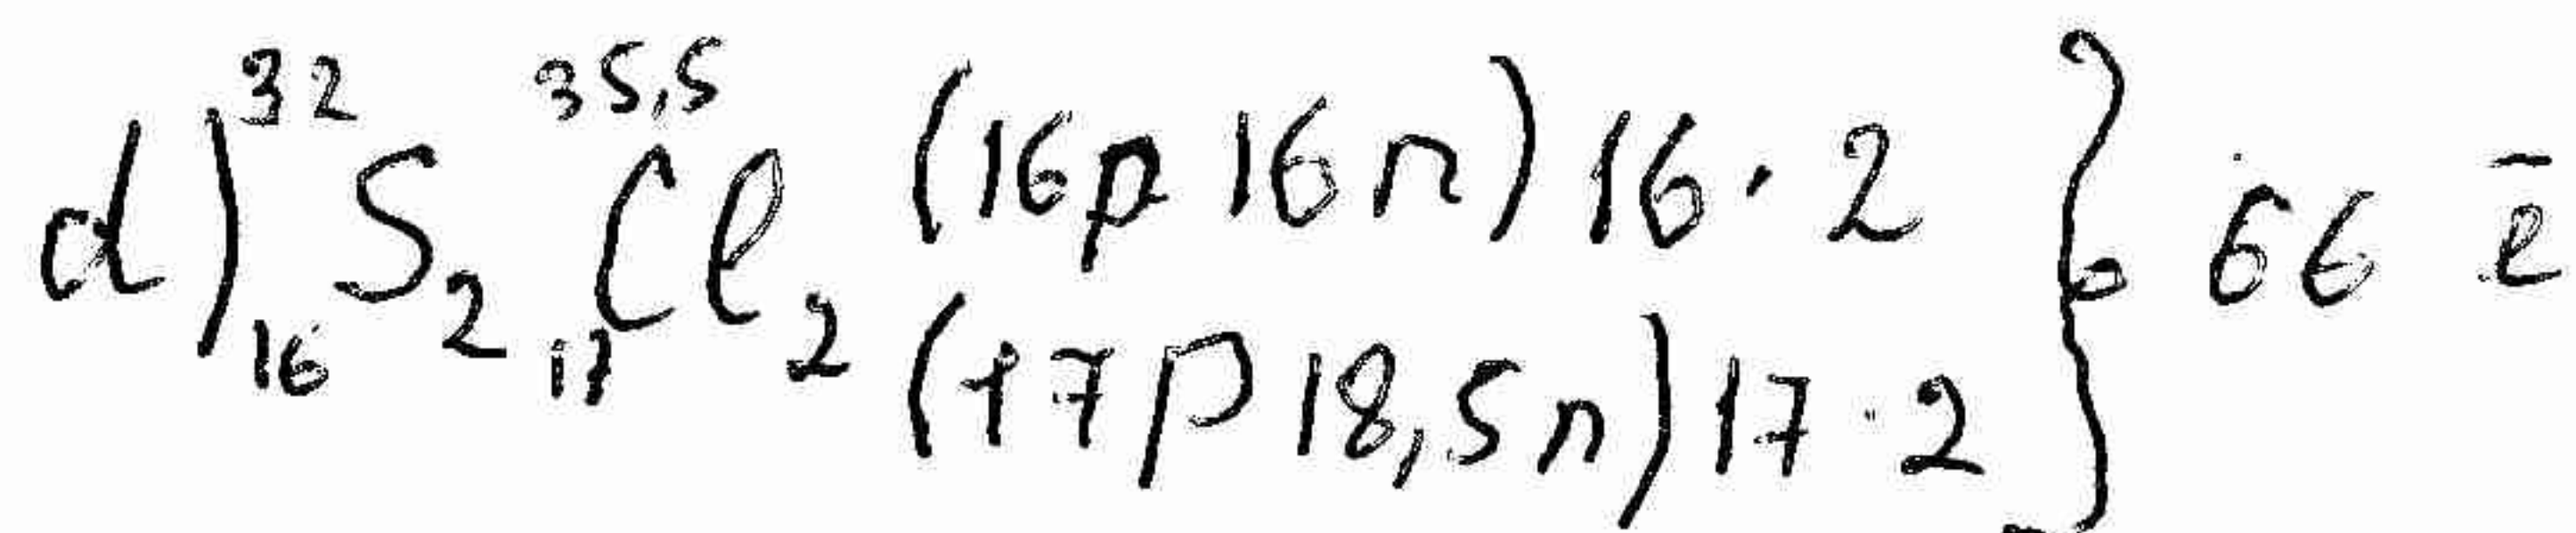 d) ³²₁₆S₂ ³⁵,⁵₁₇Cl₂ (16p 16n) 16 · 2 } 66 ē
(17p 18,5n) 17 · 2